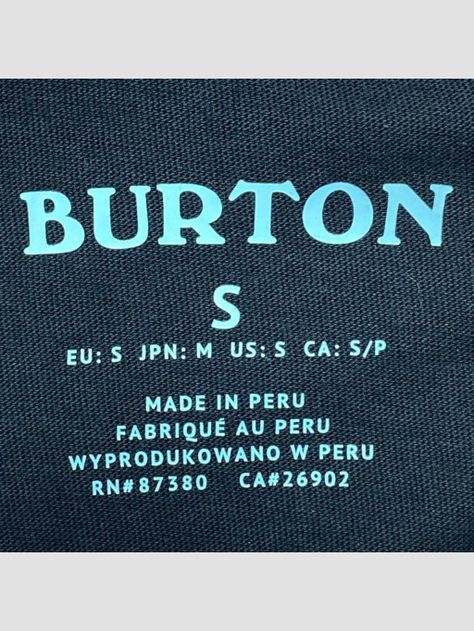 BURTON
S
EU: S JPN: M US: S CA: S/P
MADE IN PERU
FABRIQUÉ AU PERU
WYPRODUKOWANO W PERU
RN#87380 CA#26902